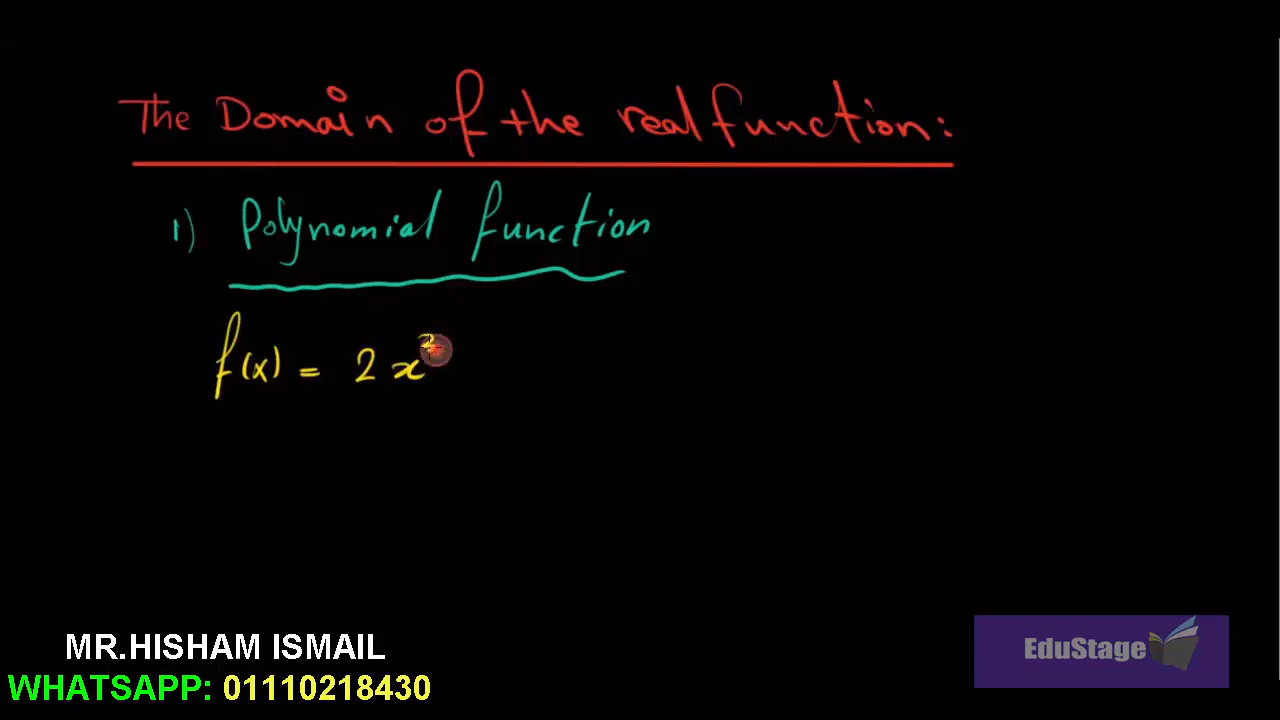 The Domain of the real function:
1) Polynomial function
f(x) = 2x
MR.HISHAM ISMAIL
EduStage
WHATSAPP: 01110218430